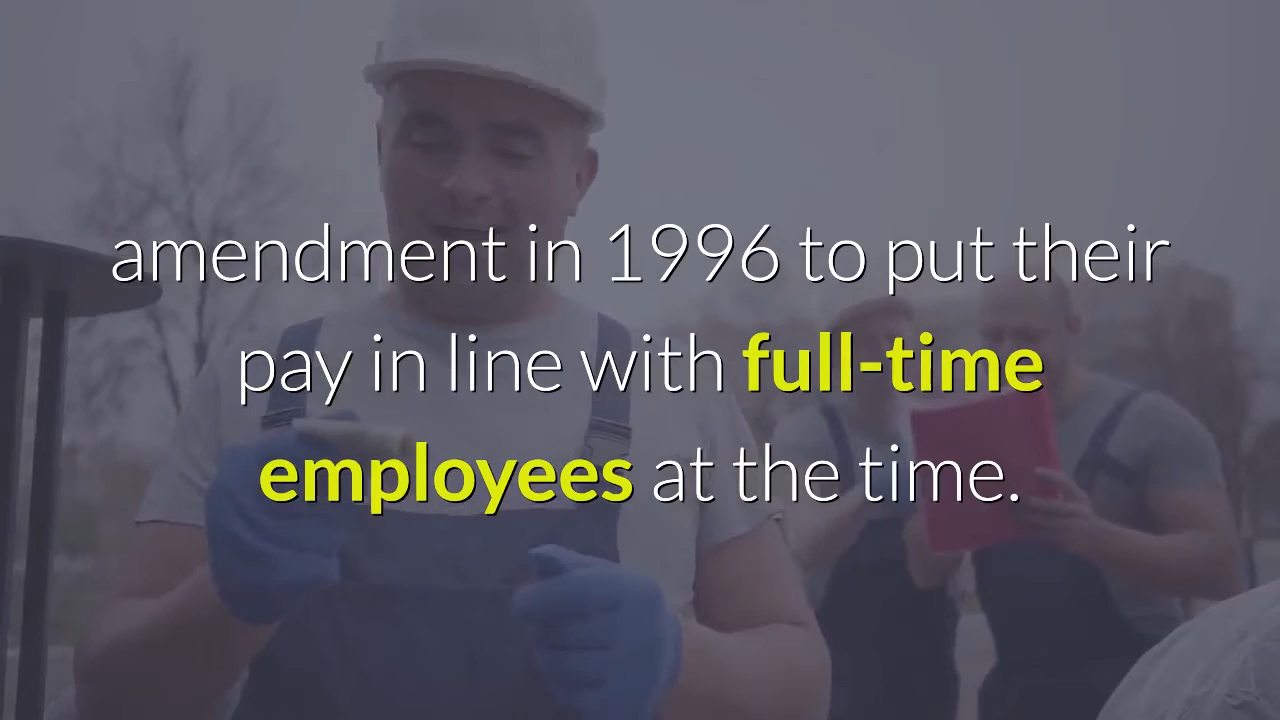 amendment in 1996 to put their
pay in line with full-time
employees at the time.